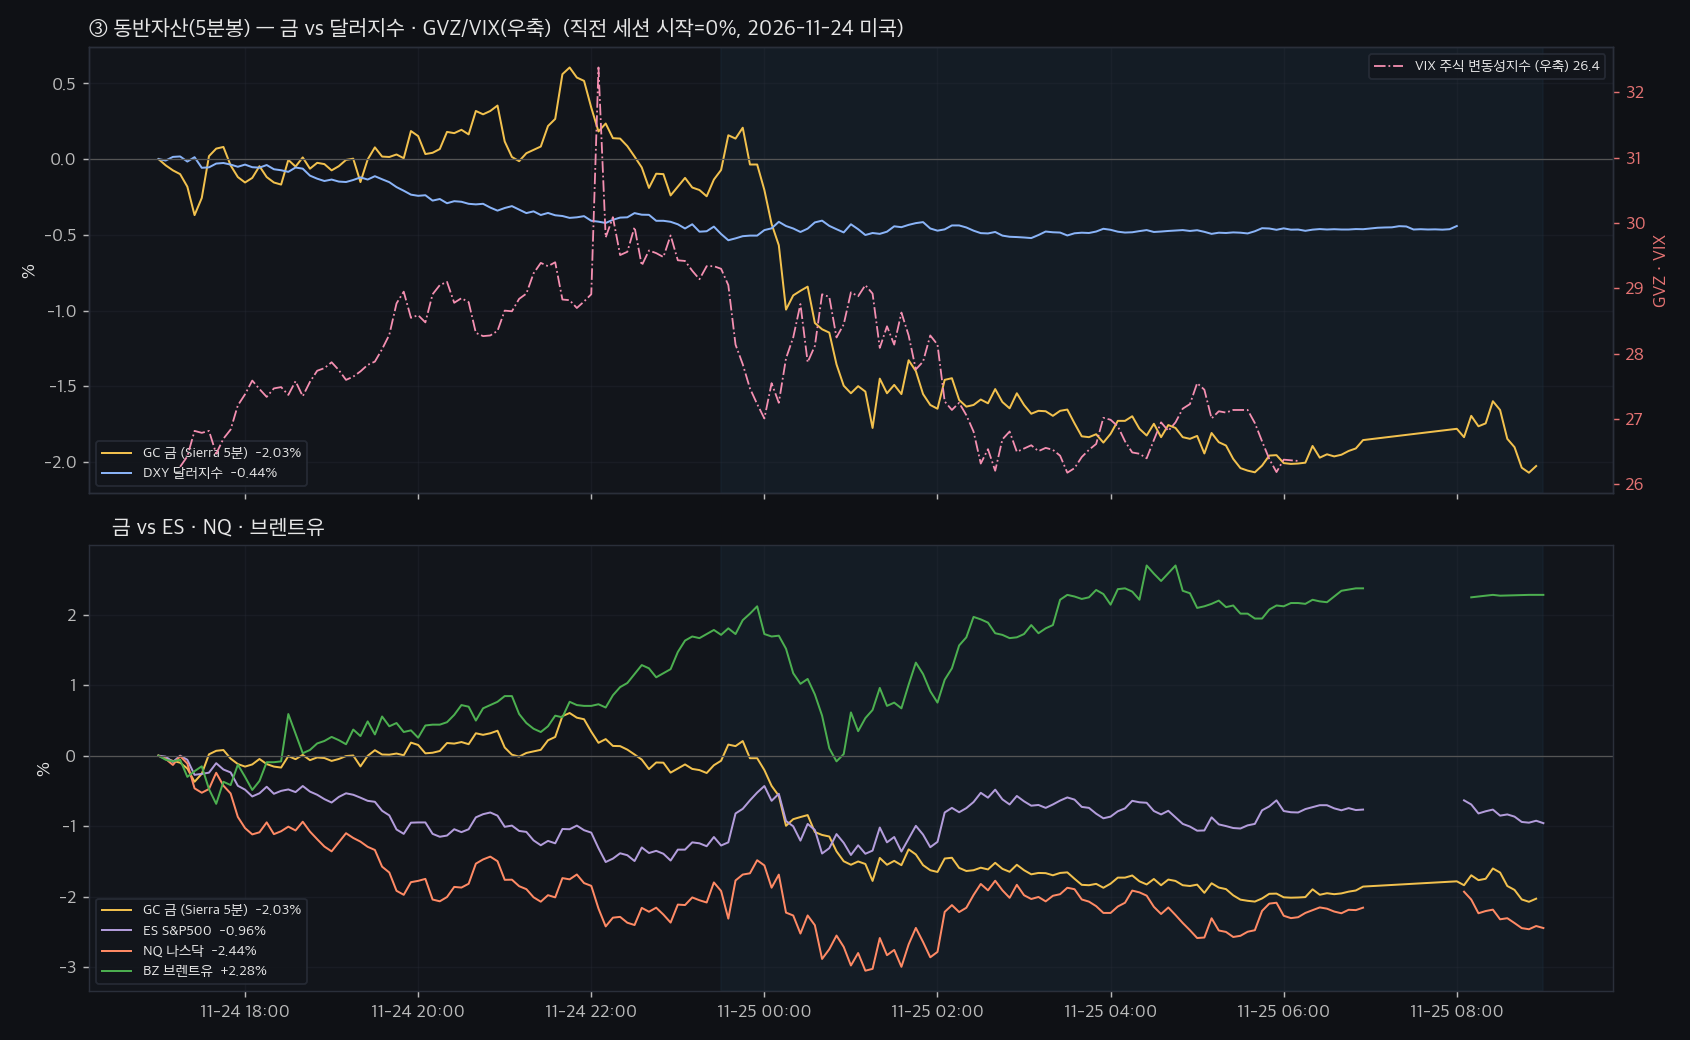 ③ 동반자산(5분봉) — 금 vs 달러지수 · GVZ/VIX(우축)  (직전 세션 시작=0%, 2026-11-24 미국)
VIX 주식 변동성지수 (우축) 26.4
0.5
0.0
-0.5
-1.0
-1.5
-2.0
%
32
31
30
29
28
27
26
GVZ · VIX
GC 금 (Sierra 5분)  -2.03%
DXY 달러지수  -0.44%
금 vs ES · NQ · 브렌트유
2
1
0
-1
-2
-3
%
GC 금 (Sierra 5분)  -2.03%
ES S&P500  -0.96%
NQ 나스닥  -2.44%
BZ 브렌트유  +2.28%
11-24 18:00
11-24 20:00
11-24 22:00
11-25 00:00
11-25 02:00
11-25 04:00
11-25 06:00
11-25 08:00